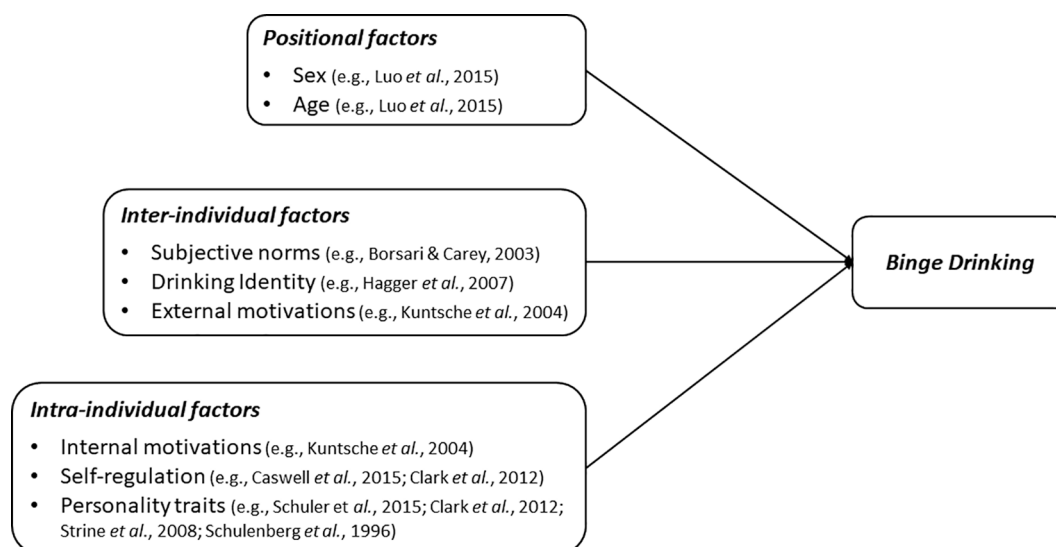 Positional factors
• Sex (e.g., Luo et al., 2015)
• Age (e.g., Luo et al., 2015)
Inter-individual factors
• Subjective norms (e.g., Borsari & Carey, 2003)
• Drinking Identity (e.g., Hagger et al., 2007)
• External motivations (e.g., Kuntsche et al., 2004)
Binge Drinking
Intra-individual factors
• Internal motivations (e.g., Kuntsche et al., 2004)
• Self-regulation (e.g., Caswell et al., 2015; Clark et al., 2012)
• Personality traits (e.g., Schuler et al., 2015; Clark et al., 2012;
Strine et al., 2008; Schulenberg et al., 1996)